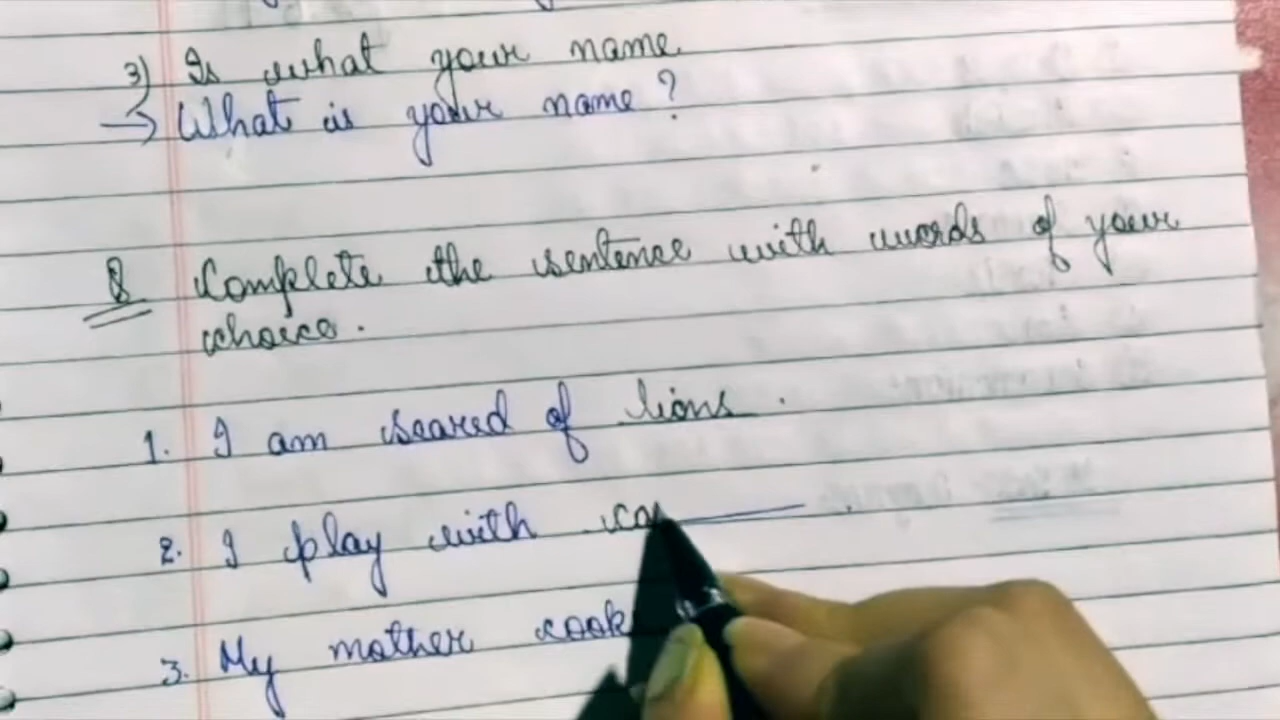 3) Is what your name
→ What is your name ?
Q Complete the sentence with words of your
choice.
1. I am scared of lions.
2. I play with
3. My mother cook